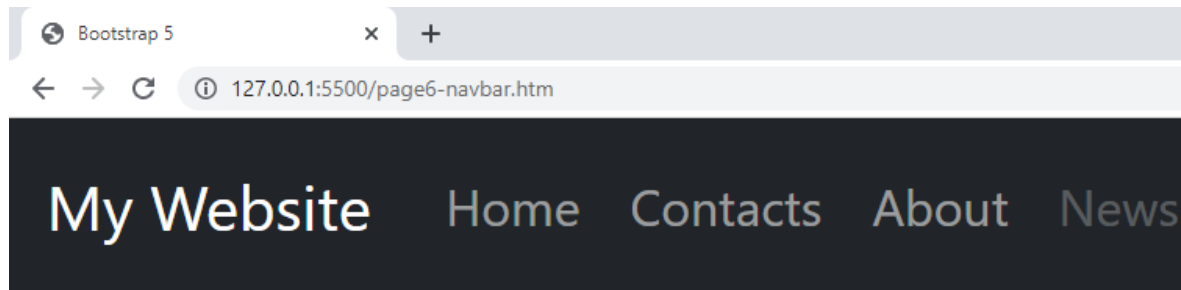 Bootstrap 5
127.0.0.1:5500/page6-navbar.htm
My Website Home Contacts About News